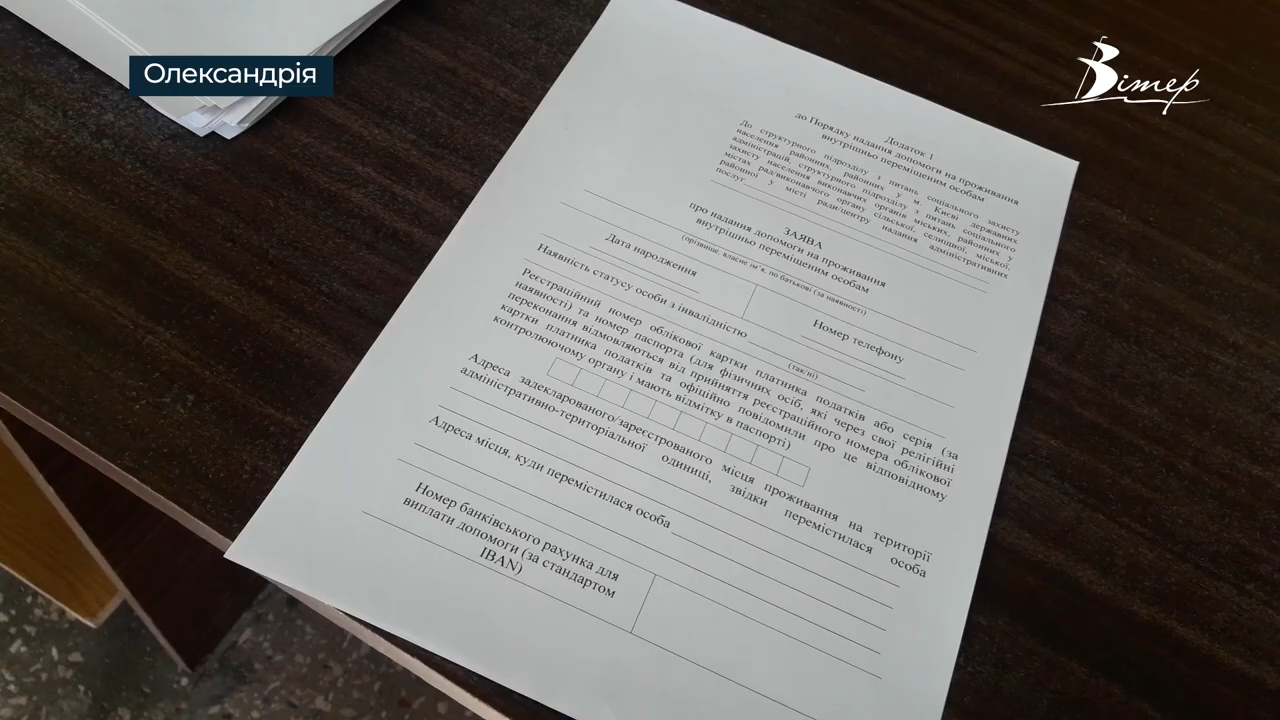 Олександрія
Вітер
Додаток 1
до Порядку надання допомоги на проживання
внутрішньо переміщеним особам
До структурного підрозділу з питань соціального захисту
населення районних, районних у м. Києві державних
адміністрацій, структурного підрозділу з питань соціального
захисту населення виконавчих органів міських, районних у
містах рад/виконавчого органу сільської, селищної, міської,
районної у місті ради/центру надання адміністративних
послуг
ЗАЯВА
про надання допомоги на проживання
внутрішньо переміщеним особам
(прізвище, власне ім’я, по батькові (за наявності)
Дата народження
Номер телефону
Наявність статусу особи з інвалідністю
(так/ні)
Реєстраційний номер облікової картки платника податків або серія (за
наявності) та номер паспорта (для фізичних осіб, які через свої релігійні
переконання відмовляються від прийняття реєстраційного номера облікової
картки платника податків та офіційно повідомили про це відповідному
контролюючому органу і мають відмітку в паспорті)
Адреса задекларованого/зареєстрованого місця проживання на території
адміністративно-територіальної одиниці, звідки перемістилася особа
Адреса місця, куди перемістилася особа
Номер банківського рахунка для
виплати допомоги (за стандартом
IBAN)